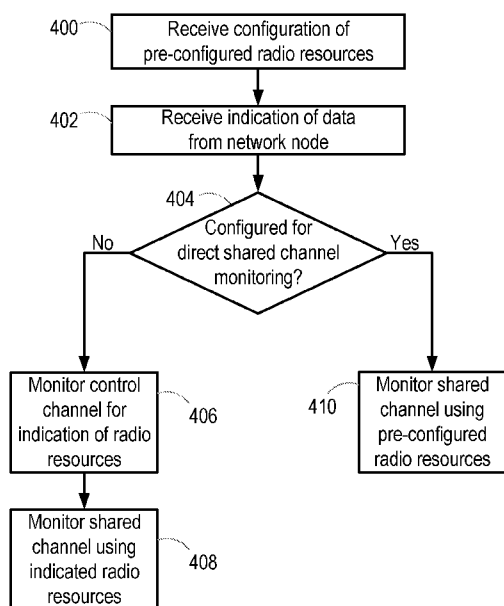 400
Receive configuration of
pre-configured radio resources
402
Receive indication of data
from network node
404
Configured for
direct shared channel
monitoring?
No
Yes
Monitor control
channel for
indication of radio
resources
406
410
Monitor shared
channel using
pre-configured
radio resources
Monitor shared
channel using
indicated radio
resources
408